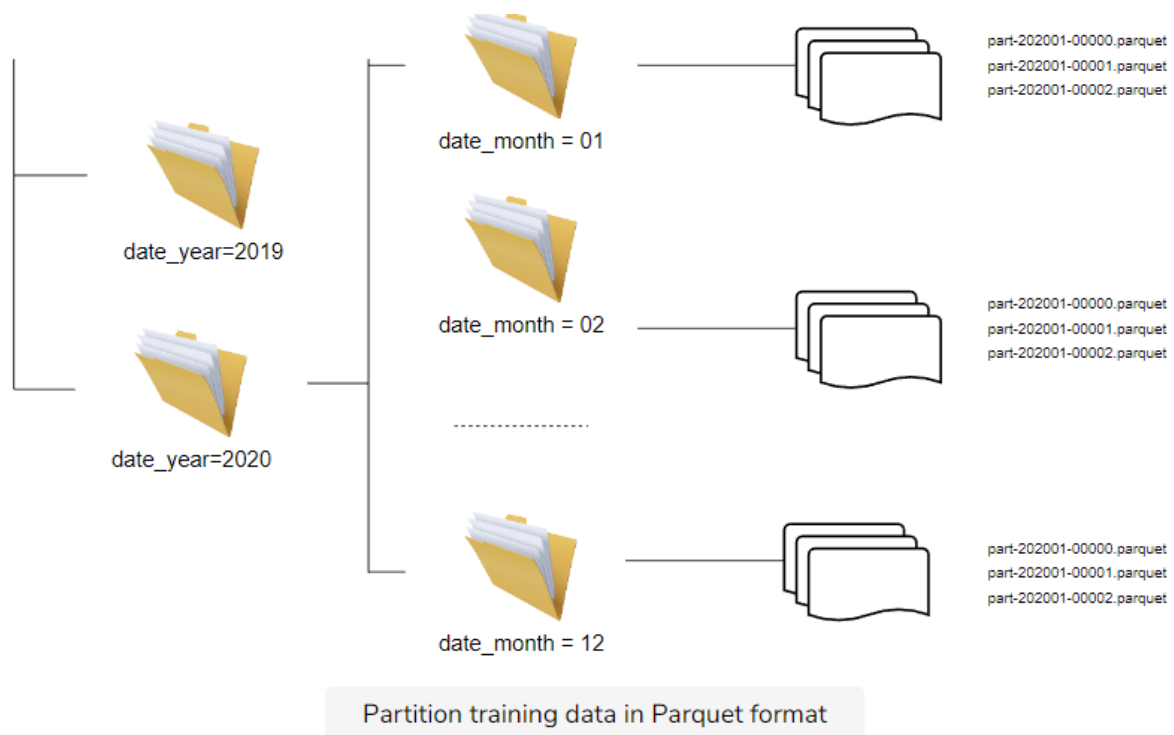 part-202001-00000.parquet
part-202001-00001.parquet
part-202001-00002.parquet
date_month = 01
date_year=2019
date_month = 02
part-202001-00000.parquet
part-202001-00001.parquet
part-202001-00002.parquet
date_year=2020
part-202001-00000.parquet
part-202001-00001.parquet
part-202001-00002.parquet
date_month = 12
Partition training data in Parquet format